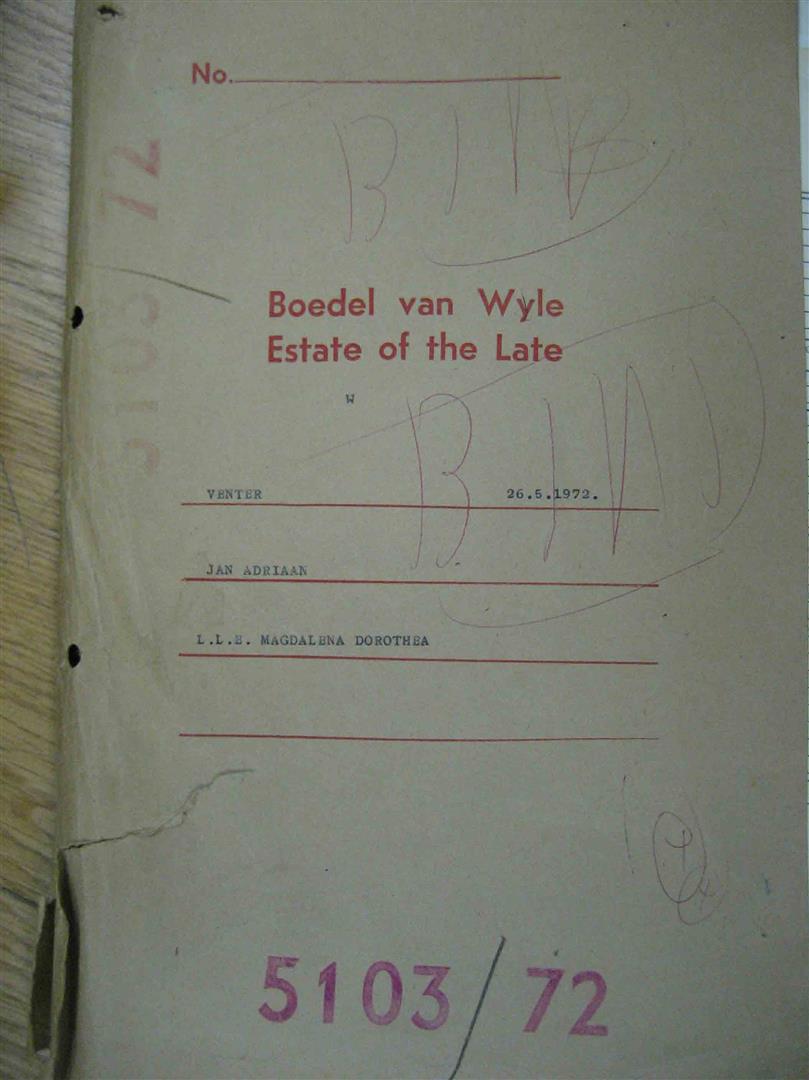 No.
5103/72
Boedel van Wyle
Estate of the Late
W
VENTER 26.5.1972.
JAN ADRIAAN
L.L.E. MAGDALENA DOROTHEA
5103/72